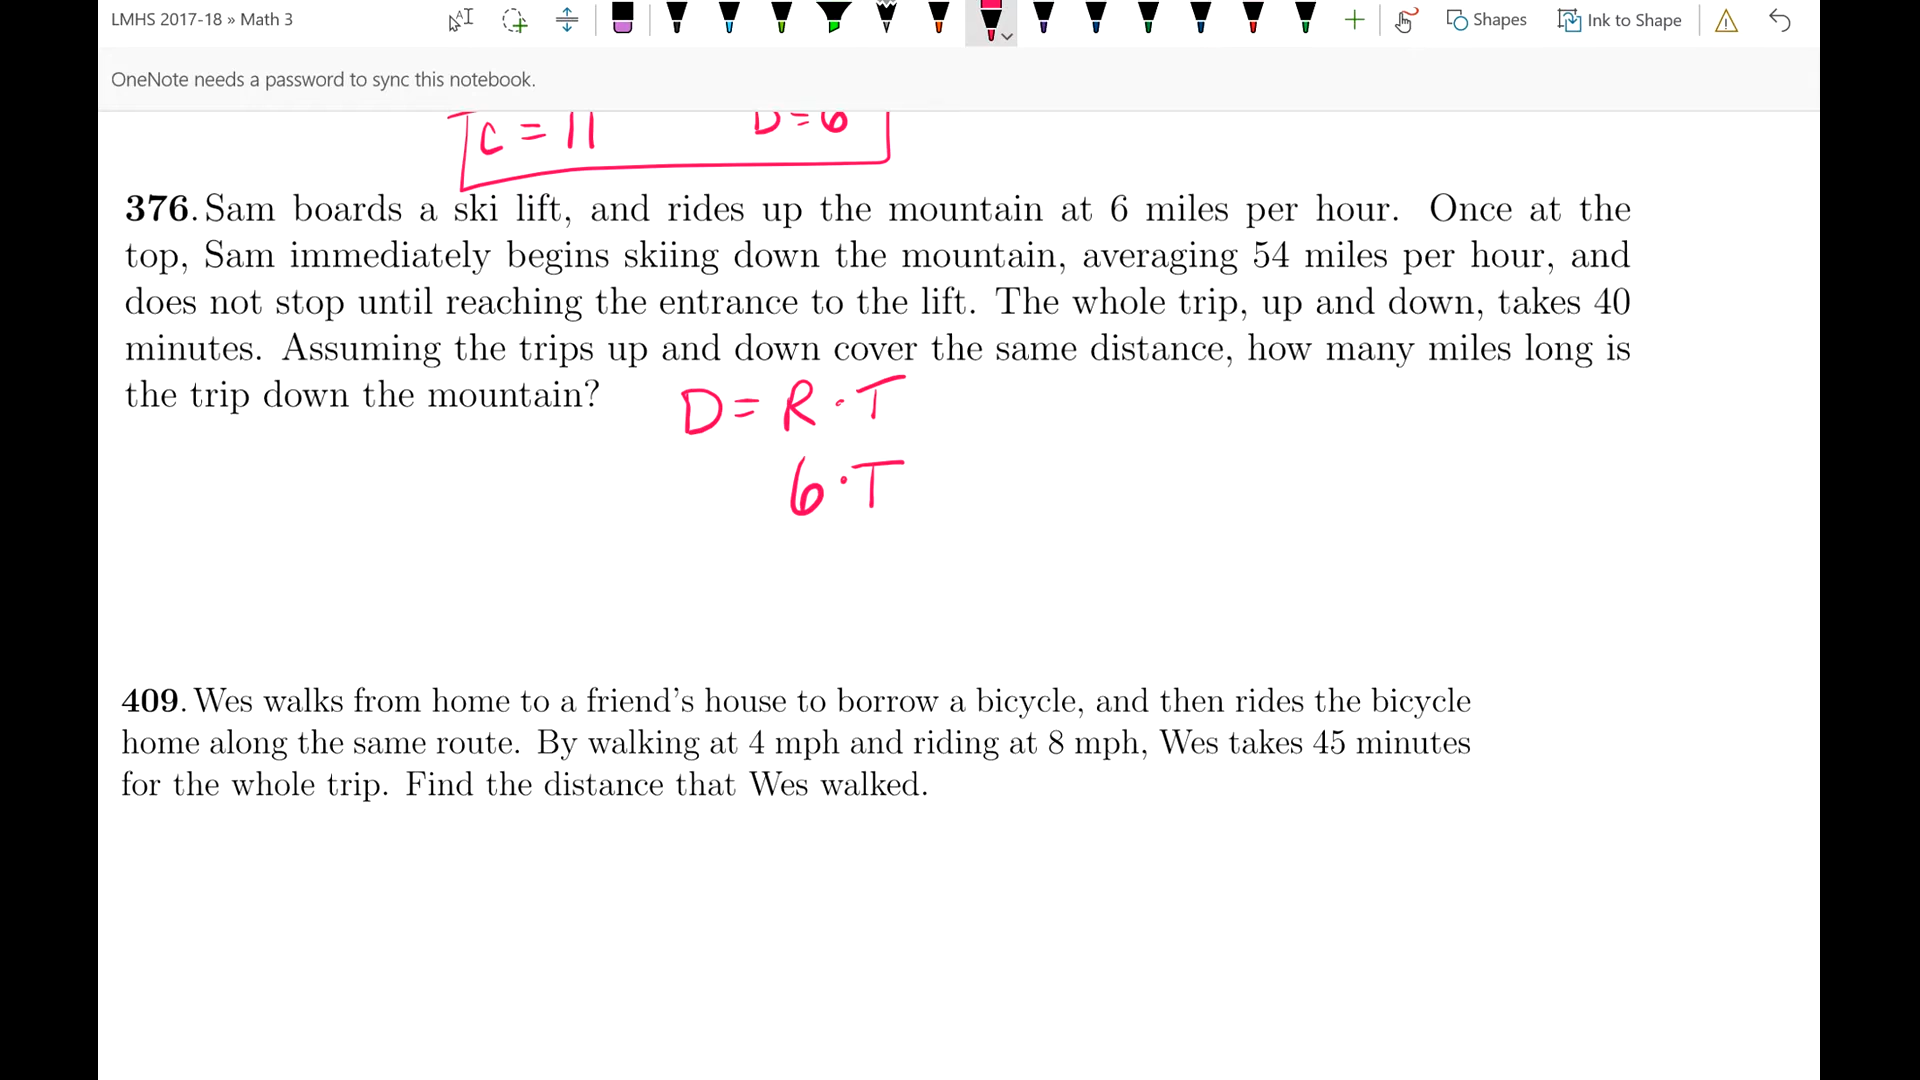 LMHS 2017-18 » Math 3
Shapes
Ink to Shape
OneNote needs a password to sync this notebook.
C = 11 D = 6
376. Sam boards a ski lift, and rides up the mountain at 6 miles per hour. Once at the
top, Sam immediately begins skiing down the mountain, averaging 54 miles per hour, and
does not stop until reaching the entrance to the lift. The whole trip, up and down, takes 40
minutes. Assuming the trips up and down cover the same distance, how many miles long is
the trip down the mountain?
D = R · T
6 · T
409. Wes walks from home to a friend's house to borrow a bicycle, and then rides the bicycle
home along the same route. By walking at 4 mph and riding at 8 mph, Wes takes 45 minutes
for the whole trip. Find the distance that Wes walked.